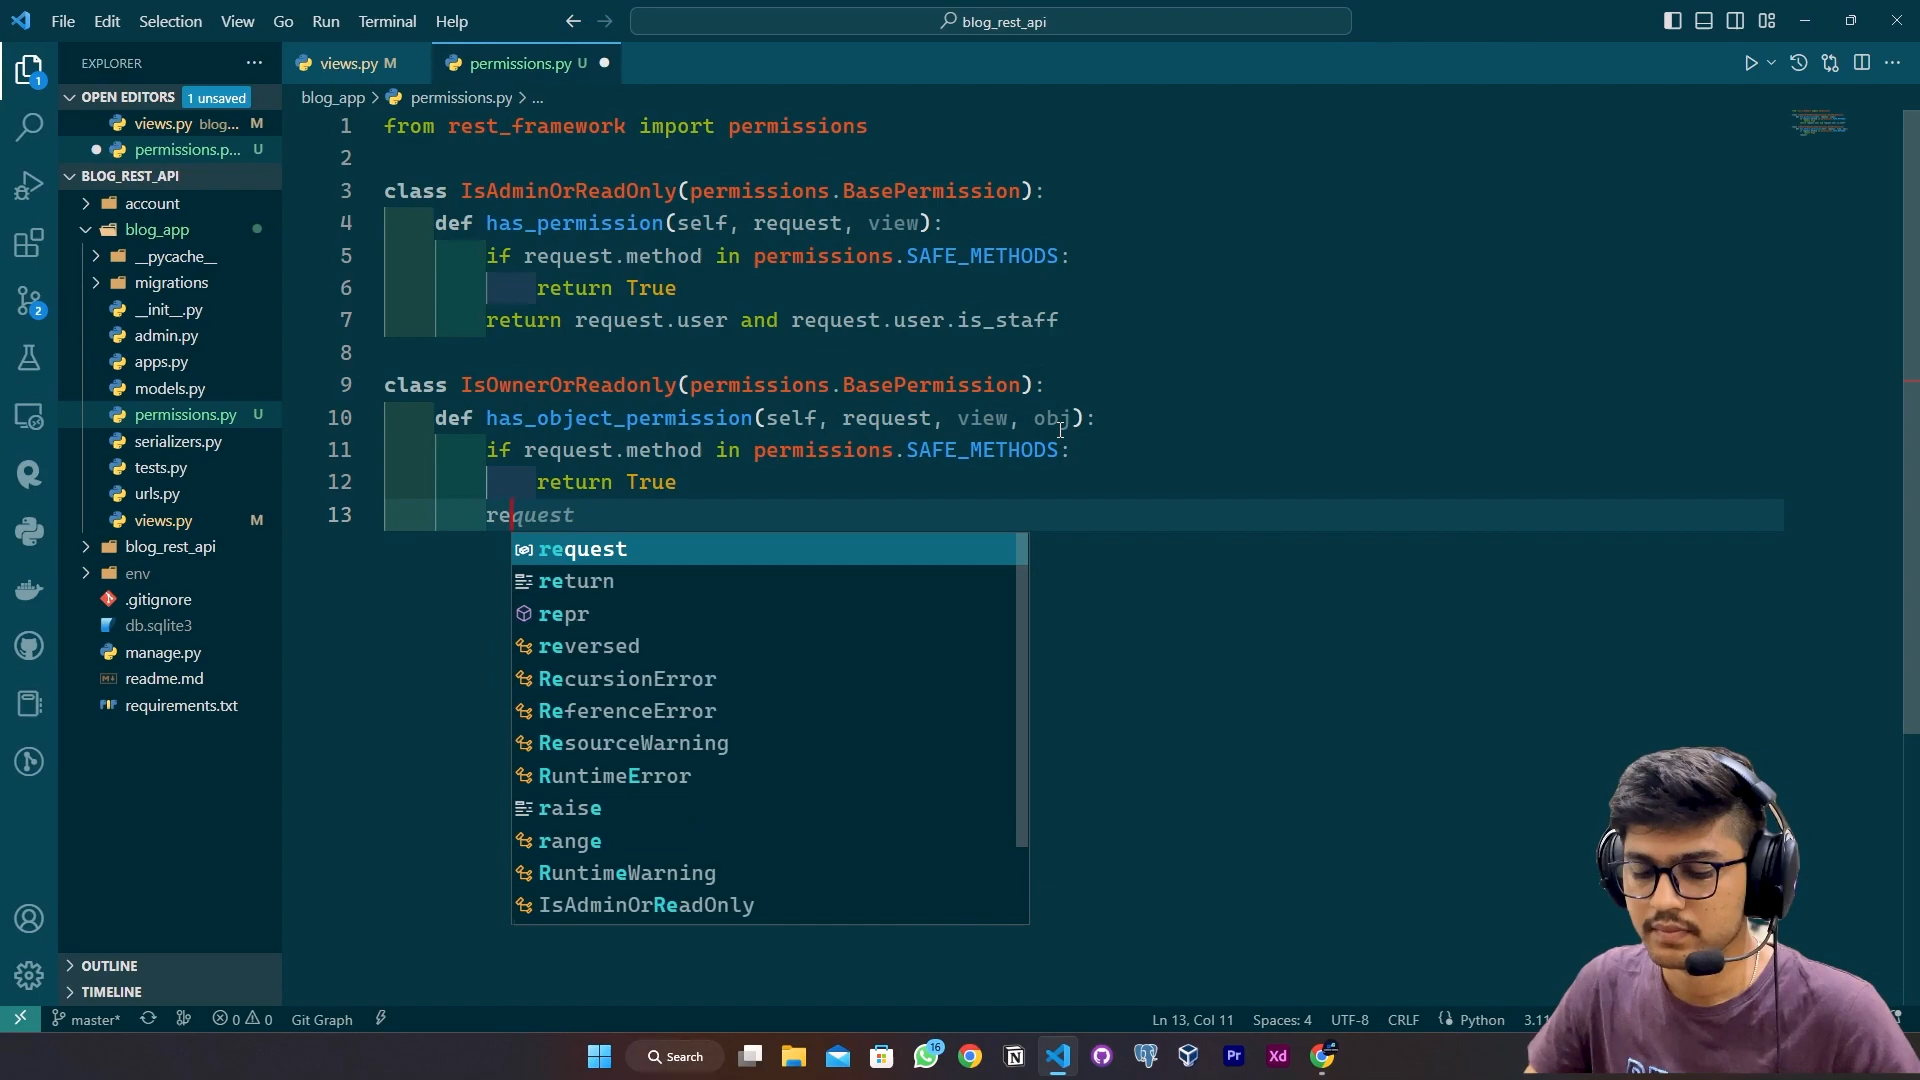 File Edit Selection View Go Run Terminal Help
blog_rest_api
EXPLORER
OPEN EDITORS 1 unsaved
views.py blog... M
permissions.p... U
BLOG_REST_API
account
blog_app
__pycache__
migrations
__init__.py
admin.py
apps.py
models.py
permissions.py U
serializers.py
tests.py
urls.py
views.py M
blog_rest_api
env
.gitignore
db.sqlite3
manage.py
readme.md
requirements.txt
OUTLINE
TIMELINE
1
2
views.py M
permissions.py U
blog_app > permissions.py > ...
1 from rest_framework import permissions
2
3 class IsAdminOrReadOnly(permissions.BasePermission):
4 def has_permission(self, request, view):
5 if request.method in permissions.SAFE_METHODS:
6 return True
7 return request.user and request.user.is_staff
8
9 class IsOwnerOrReadonly(permissions.BasePermission):
10 def has_object_permission(self, request, view, obj):
11 if request.method in permissions.SAFE_METHODS:
12 return True
13 request
request
return
repr
reversed
RecursionError
ReferenceError
ResourceWarning
RuntimeError
raise
range
RuntimeWarning
IsAdminOrReadOnly
master* 0 0 Git Graph
Ln 13, Col 11 Spaces: 4 UTF-8 CRLF Python 3.11
Search
16
Pr
Xd